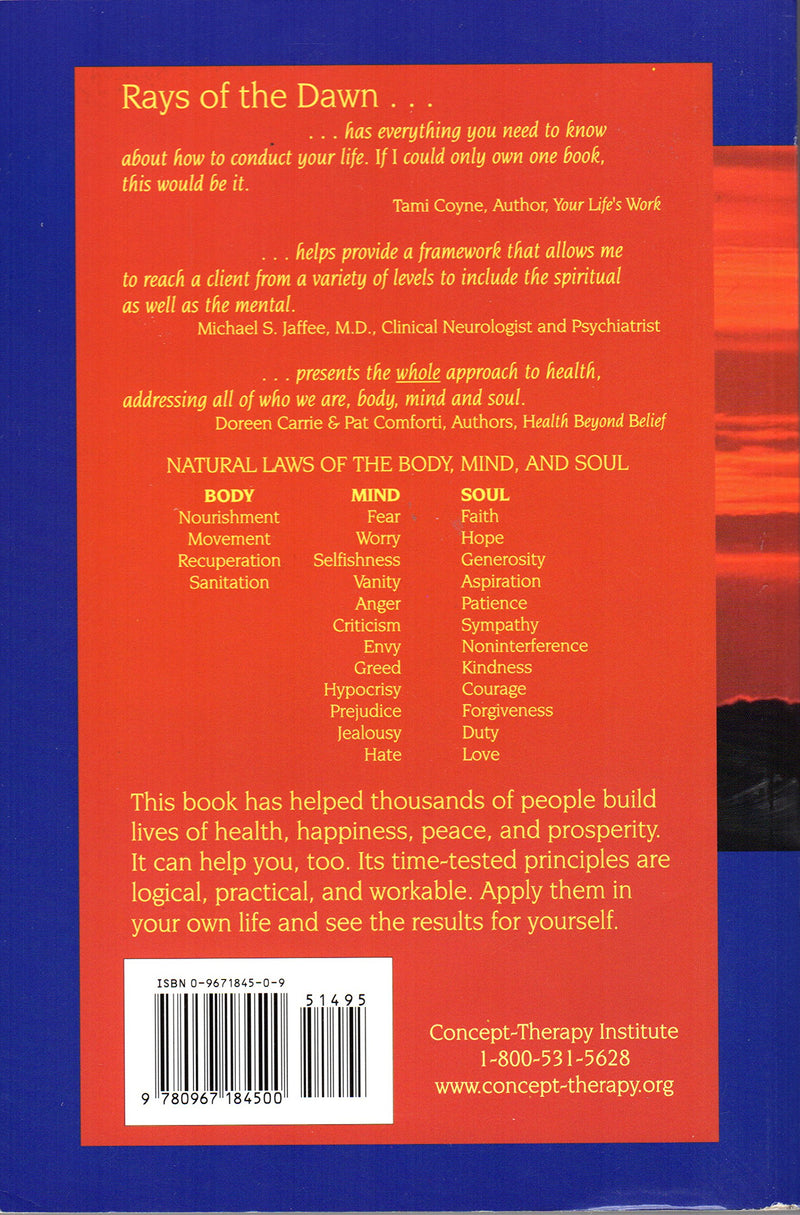 Rays of the Dawn . . .
. . . has everything you need to know
about how to conduct your life. If I could only own one book,
this would be it.
Tami Coyne, Author, Your Life's Work
. . . helps provide a framework that allows me
to reach a client from a variety of levels to include the spiritual
as well as the mental.
Michael S. Jaffee, M.D., Clinical Neurologist and Psychiatrist
. . . presents the whole approach to health,
addressing all of who we are, body, mind and soul.
Doreen Carrie & Pat Comforti, Authors, Health Beyond Belief
NATURAL LAWS OF THE BODY, MIND, AND SOUL
BODY MIND SOUL
Nourishment Fear Faith
Movement Worry Hope
Recuperation Selfishness Generosity
Sanitation Vanity Aspiration
Anger Patience
Criticism Sympathy
Envy Noninterference
Greed Kindness
Hypocrisy Courage
Prejudice Forgiveness
Jealousy Duty
Hate Love
This book has helped thousands of people build
lives of health, happiness, peace, and prosperity.
It can help you, too. Its time-tested principles are
logical, practical, and workable. Apply them in
your own life and see the results for yourself.
ISBN 0-9671845-0-9
51495
9 780967 184500
Concept-Therapy Institute
1-800-531-5628
www.concept-therapy.org